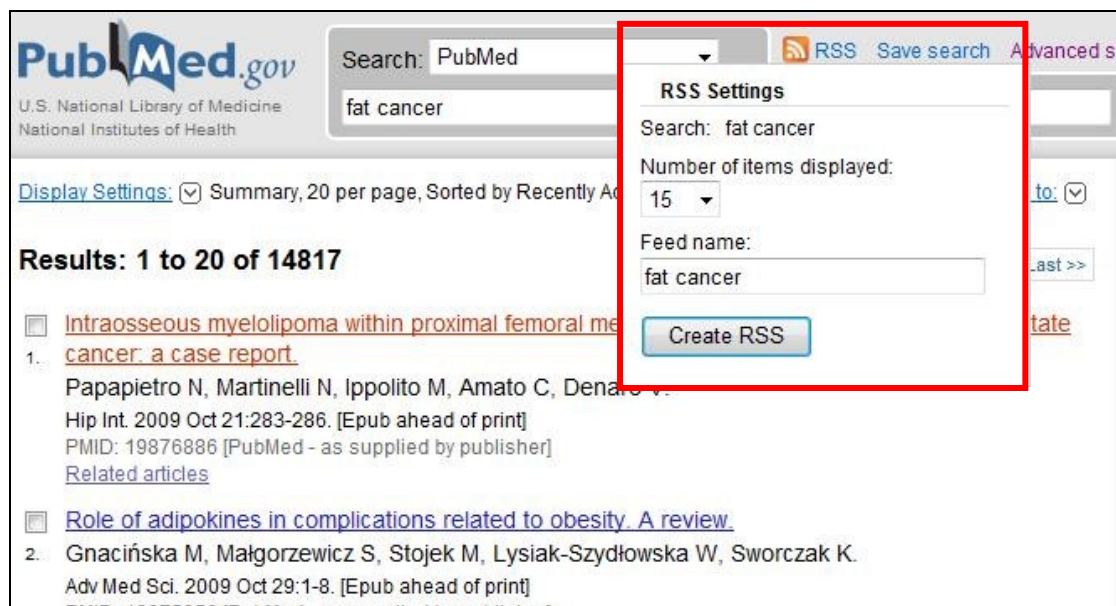 PubMed.gov
U.S. National Library of Medicine
National Institutes of Health
Search: PubMed
fat cancer
RSS Save search Advanced s
RSS Settings
Search: fat cancer
Number of items displayed:
15
Feed name:
fat cancer
Create RSS
Display Settings: Summary, 20 per page, Sorted by Recently Ad
to:
Results: 1 to 20 of 14817
Last >>
Intraosseous myelolipoma within proximal femoral me
tate
1. cancer: a case report.
Papapietro N, Martinelli N, Ippolito M, Amato C, Denaro V.
Hip Int. 2009 Oct 21:283-286. [Epub ahead of print]
PMID: 19876886 [PubMed - as supplied by publisher]
Related articles
Role of adipokines in complications related to obesity. A review.
2. Gnacińska M, Małgorzewicz S, Stojek M, Lysiak-Szydłowska W, Sworczak K.
Adv Med Sci. 2009 Oct 29:1-8. [Epub ahead of print]